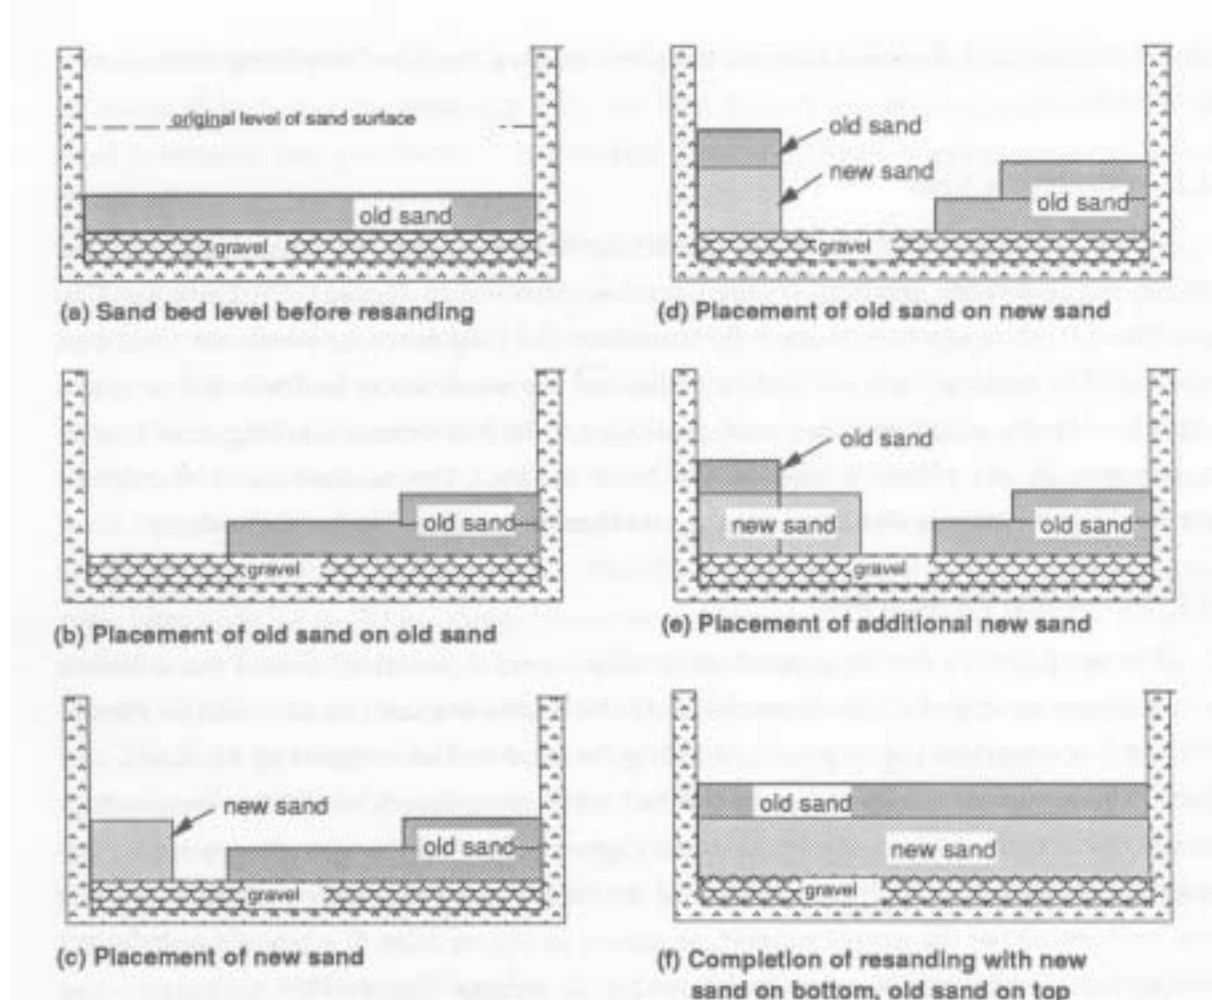 original level of sand surface
old sand
gravel
(a) Sand bed level before resanding
old sand
gravel
(b) Placement of old sand on old sand
new sand
old sand
gravel
(c) Placement of new sand
old sand
new sand
old sand
gravel
(d) Placement of old sand on new sand
old sand
new sand
old sand
gravel
(e) Placement of additional new sand
old sand
new sand
gravel
(f) Completion of resanding with new
sand on bottom, old sand on top